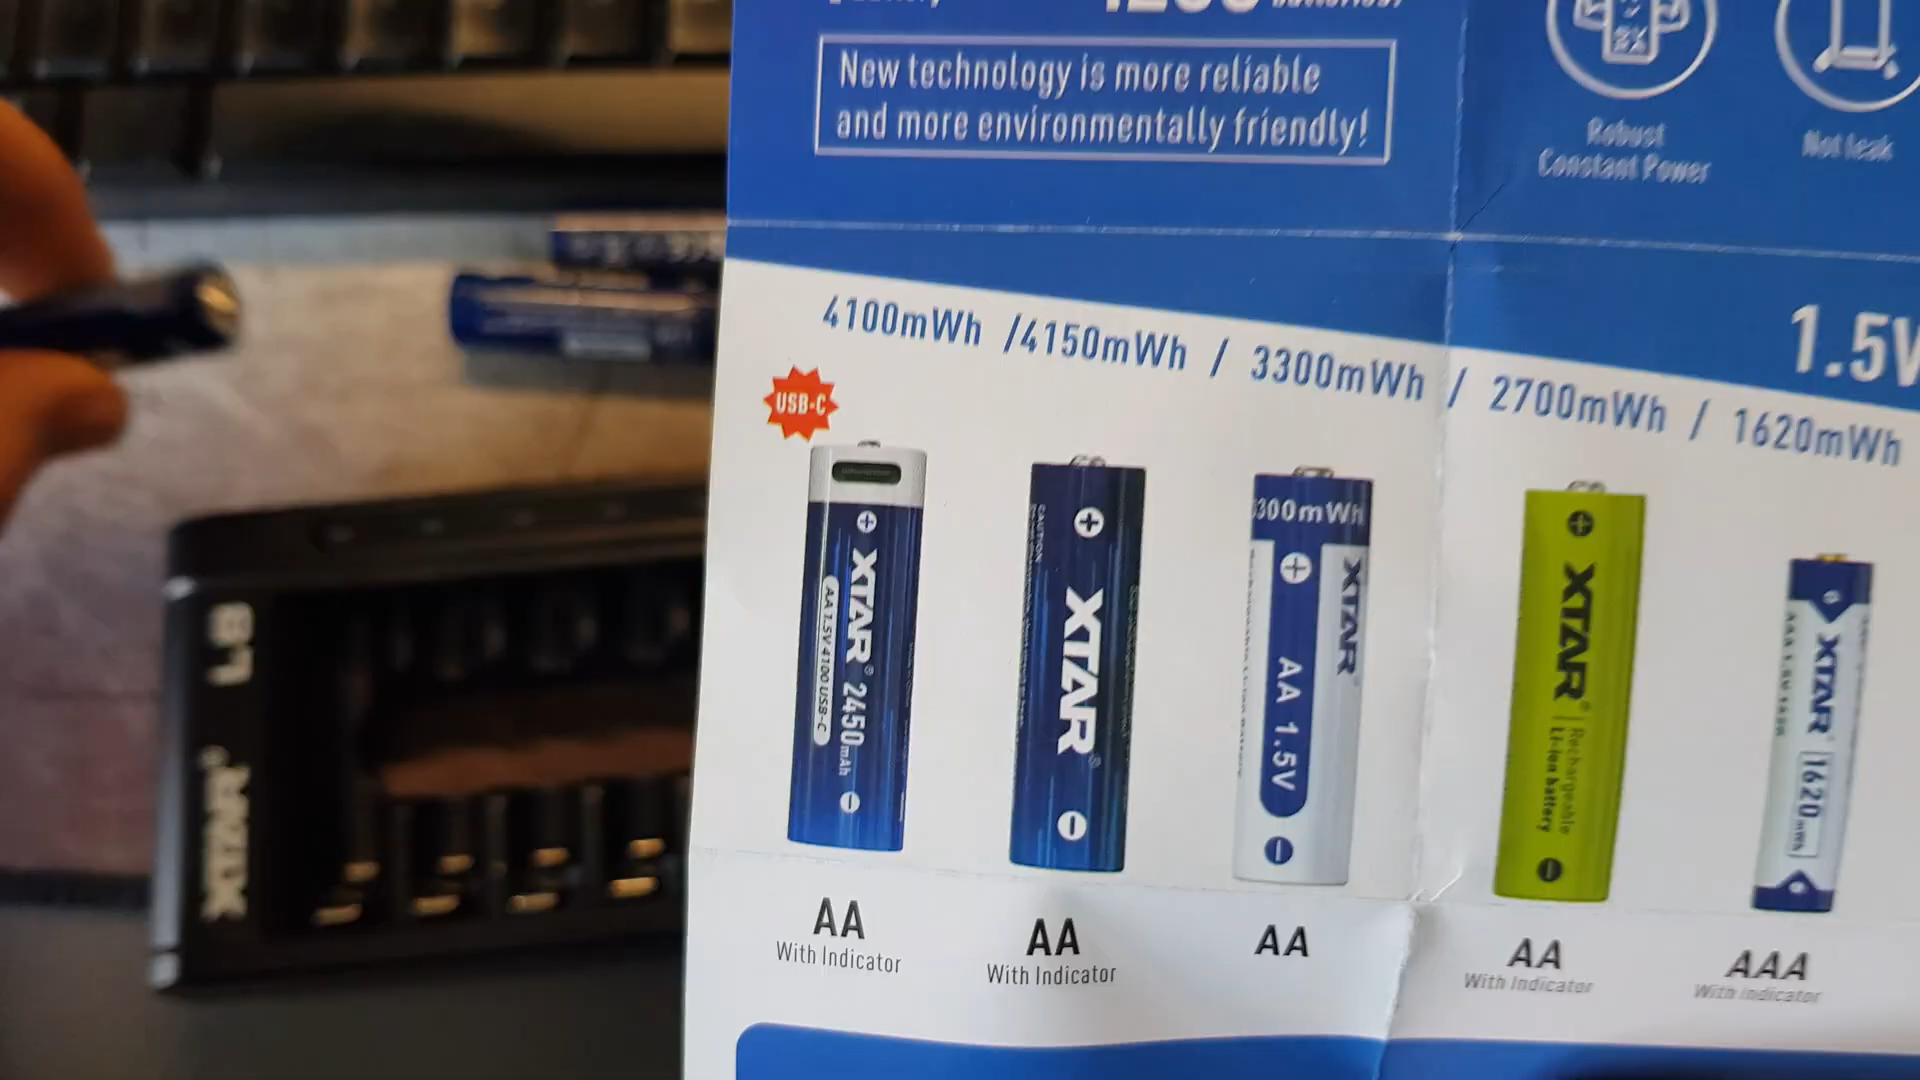 New technology is more reliable
and more environmentally friendly!
Robust
Constant Power
Not leak
1.5V
4100mWh / 4150mWh / 3300mWh / 2700mWh / 1620mWh
USB-C
XTAR® 2450mAh
AA 1.5V 4100 USB-C
CAUTION
XTAR®
300mWh
XTAR
AA 1.5V
XTAR®
Rechargeable
Li-ion battery
XTAR
1620mWh
AA
With Indicator
AA
With Indicator
AA
AA
With Indicator
AAA
With Indicator
L8
XTAR®